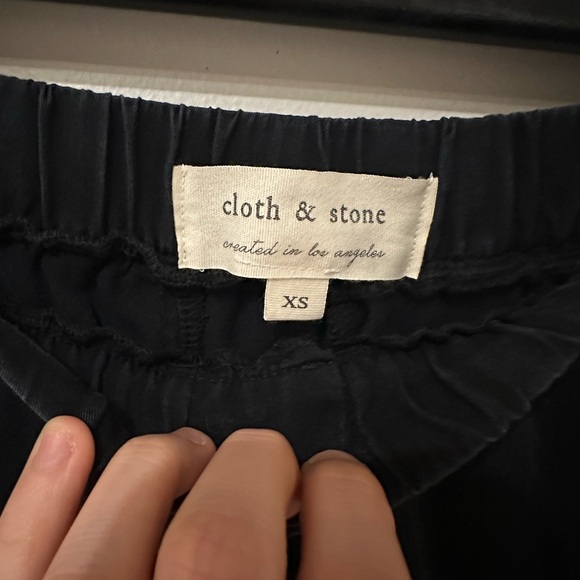 cloth & stone
created in los angeles
XS